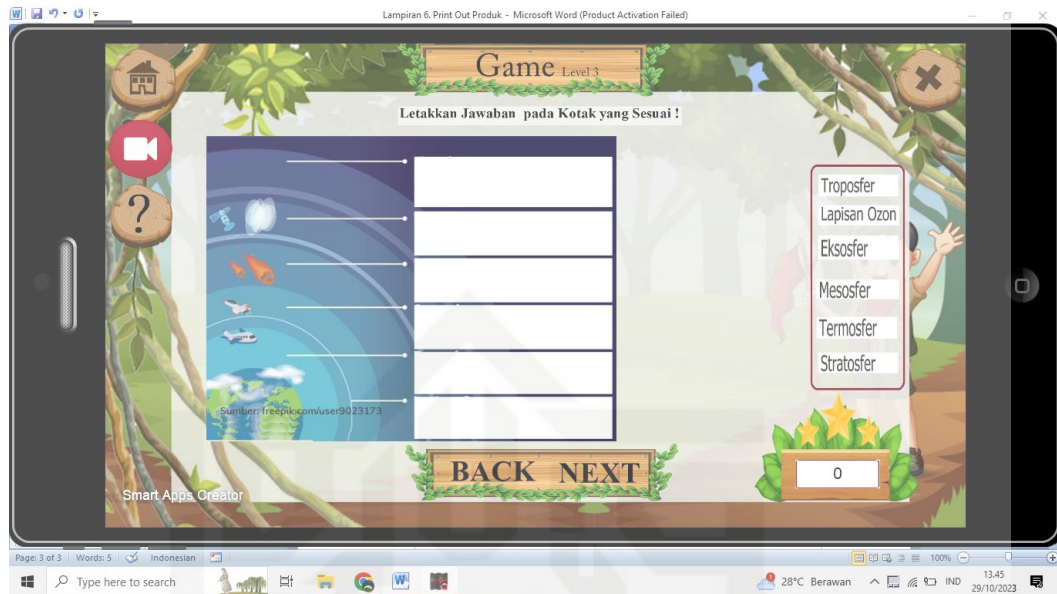 Lampiran 6. Print Out Produk - Microsoft Word (Product Activation Failed)
Game Level 3
Letakkan Jawaban pada Kotak yang Sesuai !
?
Troposfer
Lapisan Ozon
Eksosfer
Mesosfer
Termosfer
Stratosfer
Sumber: freepik.com/user9023173
BACK NEXT
0
Smart Apps Creator
Page: 3 of 3 Words: 5 Indonesian 100%
Type here to search
28°C Berawan IND
13.45
29/10/2023